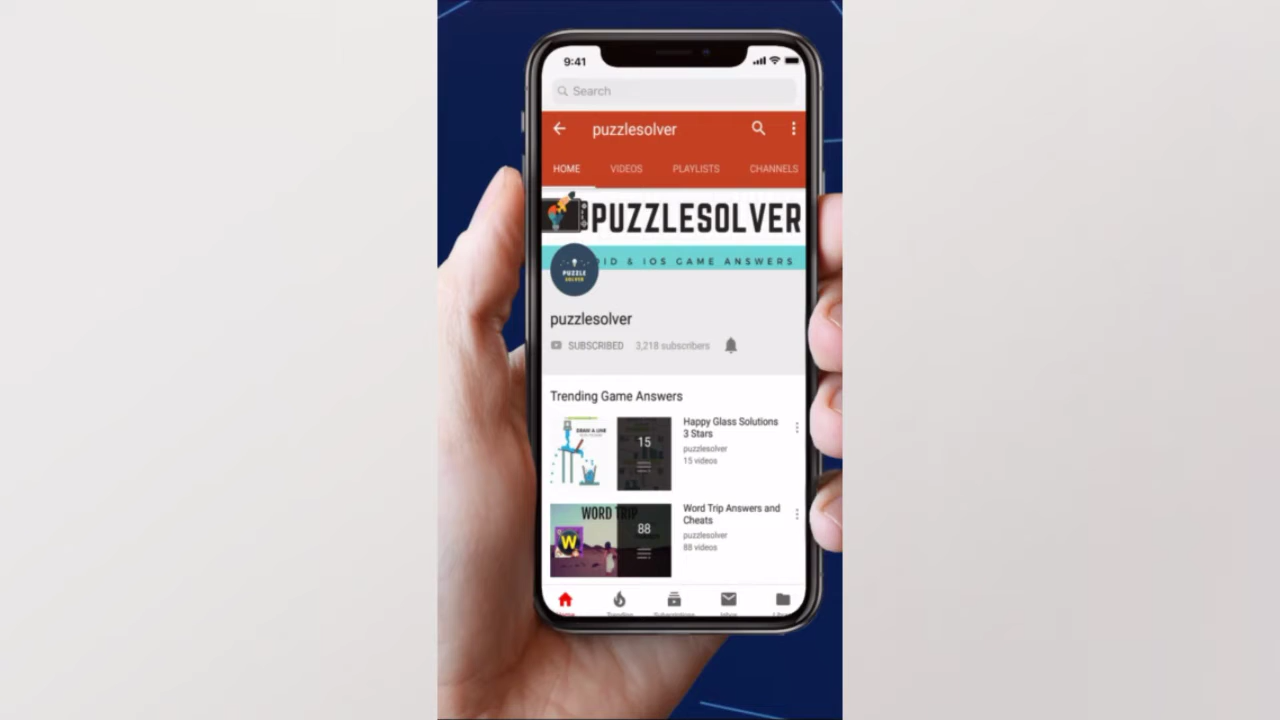 9:41
Search
puzzlesolver
HOME VIDEOS PLAYLISTS CHANNELS
PUZZLESOLVER
ID & IOS GAME ANSWERS
PUZZLE
SOLVER
puzzlesolver
SUBSCRIBED 3,218 subscribers
Trending Game Answers
DRAW A LINE
15
Happy Glass Solutions
3 Stars
puzzlesolver
15 videos
WORD TRIP
W
88
Word Trip Answers and
Cheats
puzzlesolver
88 videos